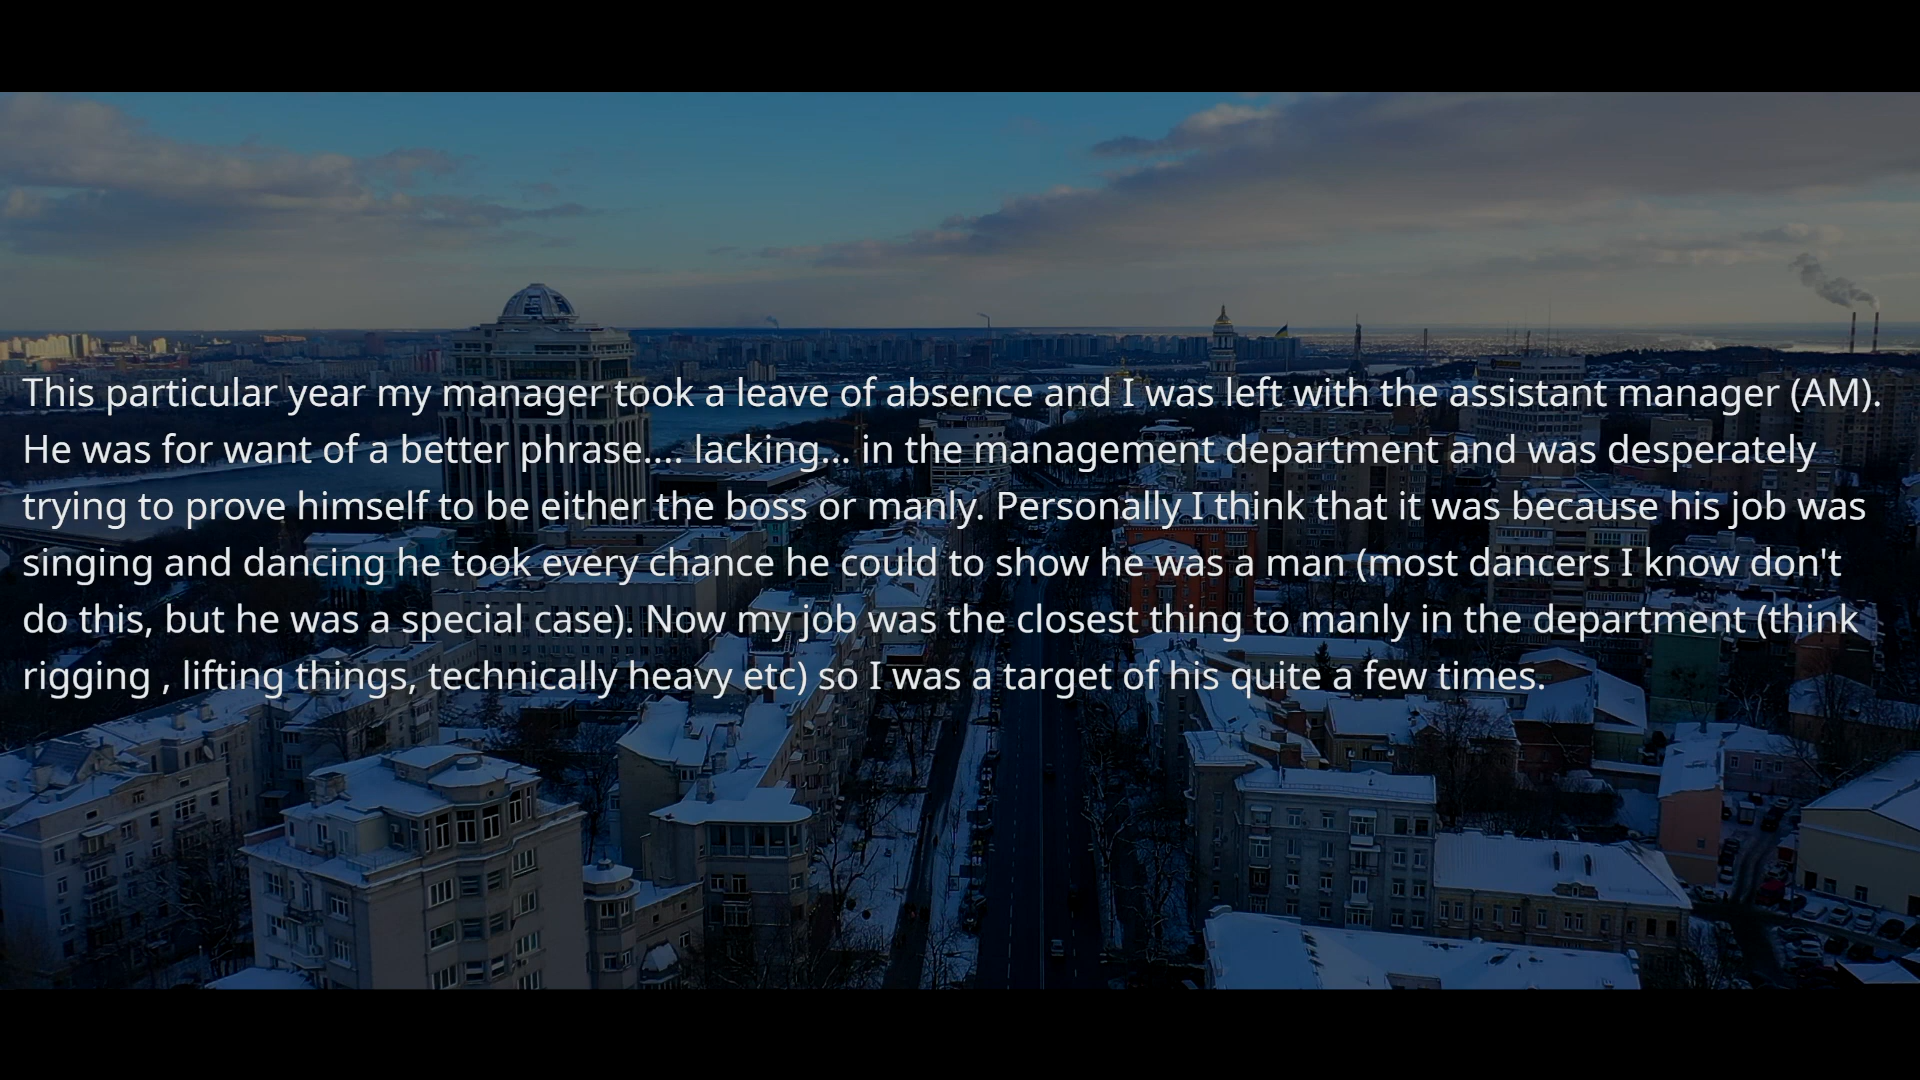 This particular year my manager took a leave of absence and I was left with the assistant manager (AM).
He was for want of a better phrase.... lacking... in the management department and was desperately
trying to prove himself to be either the boss or manly. Personally I think that it was because his job was
singing and dancing he took every chance he could to show he was a man (most dancers I know don't
do this, but he was a special case). Now my job was the closest thing to manly in the department (think
rigging , lifting things, technically heavy etc) so I was a target of his quite a few times.